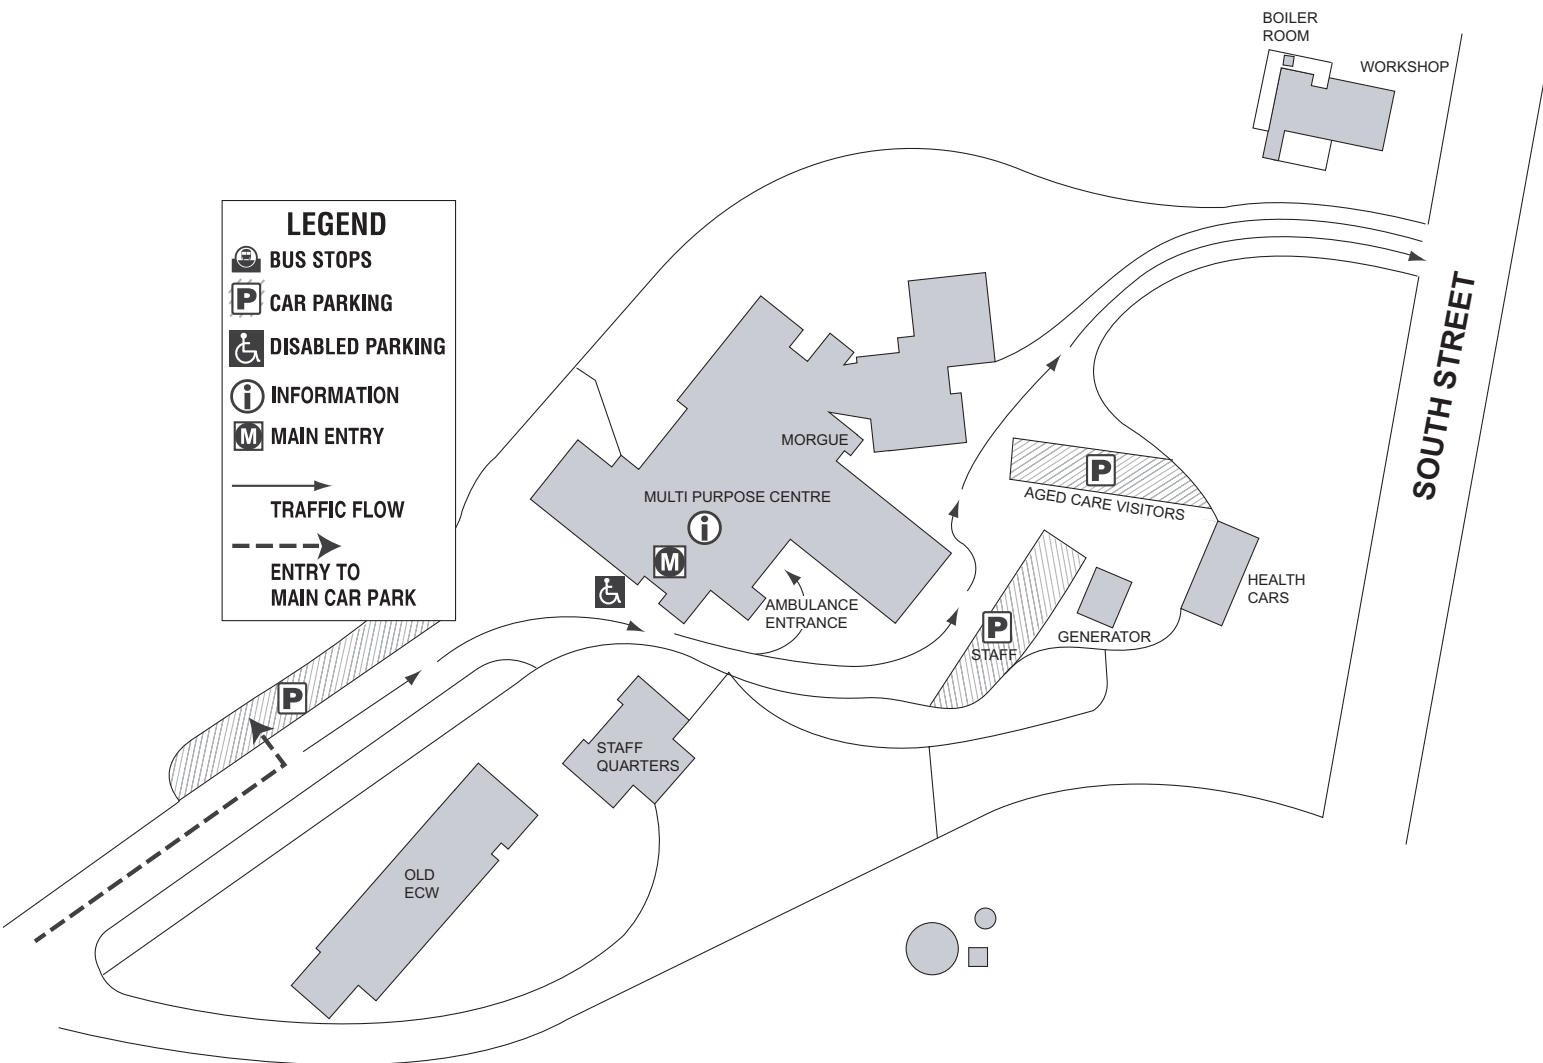 BOILER
ROOM
WORKSHOP
LEGEND
BUS STOPS
P
CAR PARKING
DISABLED PARKING
i
INFORMATION
M
MAIN ENTRY
TRAFFIC FLOW
ENTRY TO
MAIN CAR PARK
SOUTH STREET
MORGUE
P
AGED CARE VISITORS
MULTI PURPOSE CENTRE
i
M
AMBULANCE
ENTRANCE
HEALTH
CARS
P
STAFF
GENERATOR
P
STAFF
QUARTERS
OLD
ECW